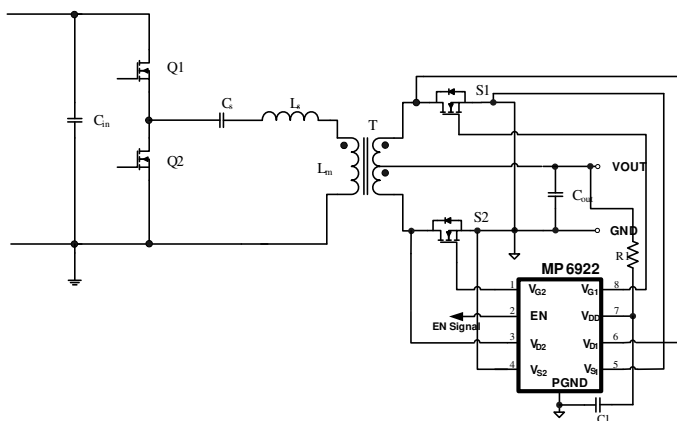 S1
Q1
Cs
Ls
T
Cin
Lm
VOUT
Q2
Cout
S2
GND
R1
MP6922
1 VG2 VG1 8
2 EN VDD 7
EN Signal
3 VD2 VD1 6
4 VS2 VS1 5
PGND
C1